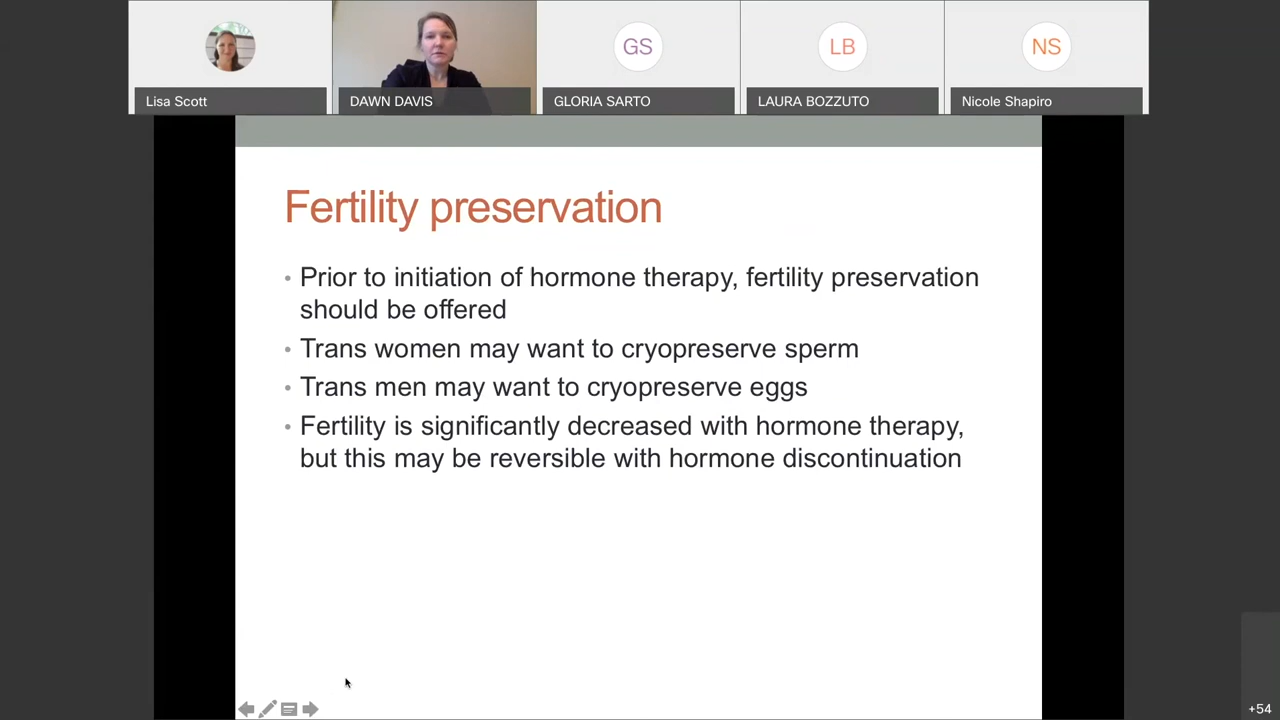 GS
LB
NS
Lisa Scott
DAWN DAVIS
GLORIA SARTO
LAURA BOZZUTO
Nicole Shapiro
Fertility preservation
• Prior to initiation of hormone therapy, fertility preservation
should be offered
• Trans women may want to cryopreserve sperm
• Trans men may want to cryopreserve eggs
• Fertility is significantly decreased with hormone therapy,
but this may be reversible with hormone discontinuation
+54